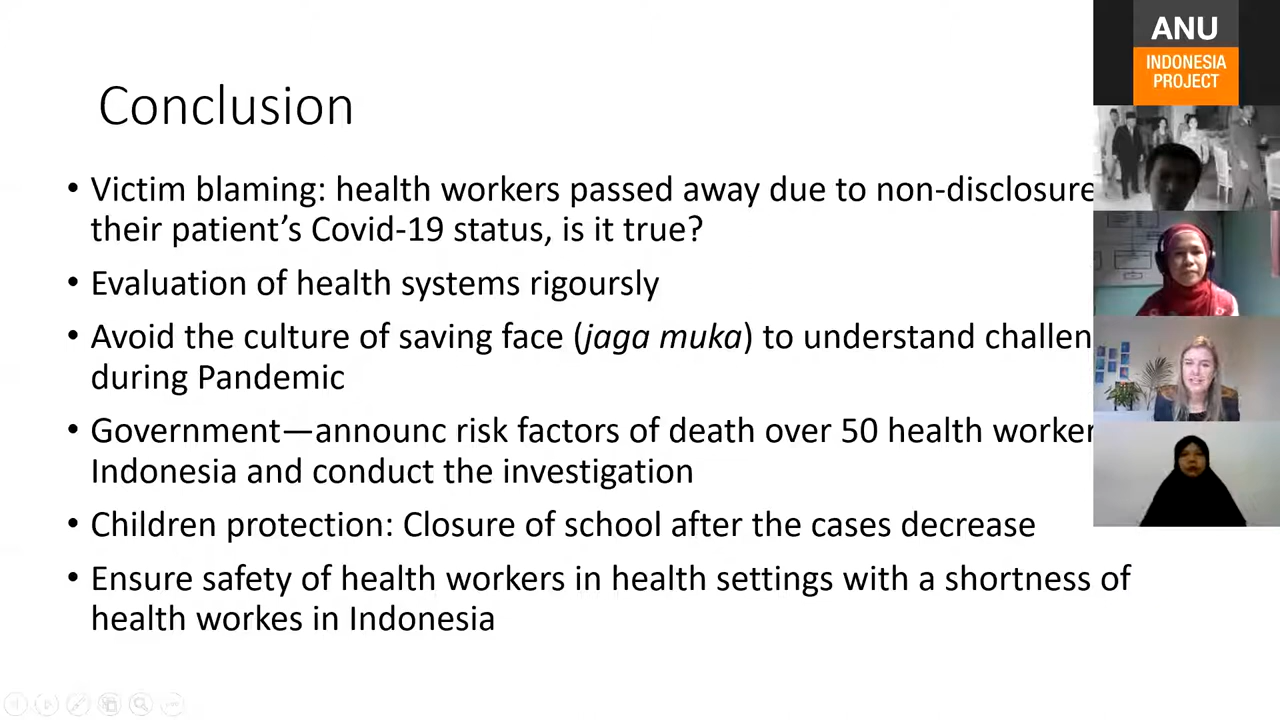 Conclusion
• Victim blaming: health workers passed away due to non-disclosure
their patient's Covid-19 status, is it true?
• Evaluation of health systems rigoursly
• Avoid the culture of saving face (jaga muka) to understand challen
during Pandemic
• Government—announc risk factors of death over 50 health worker
Indonesia and conduct the investigation
• Children protection: Closure of school after the cases decrease
• Ensure safety of health workers in health settings with a shortness of
health workes in Indonesia
ANU
INDONESIA
PROJECT